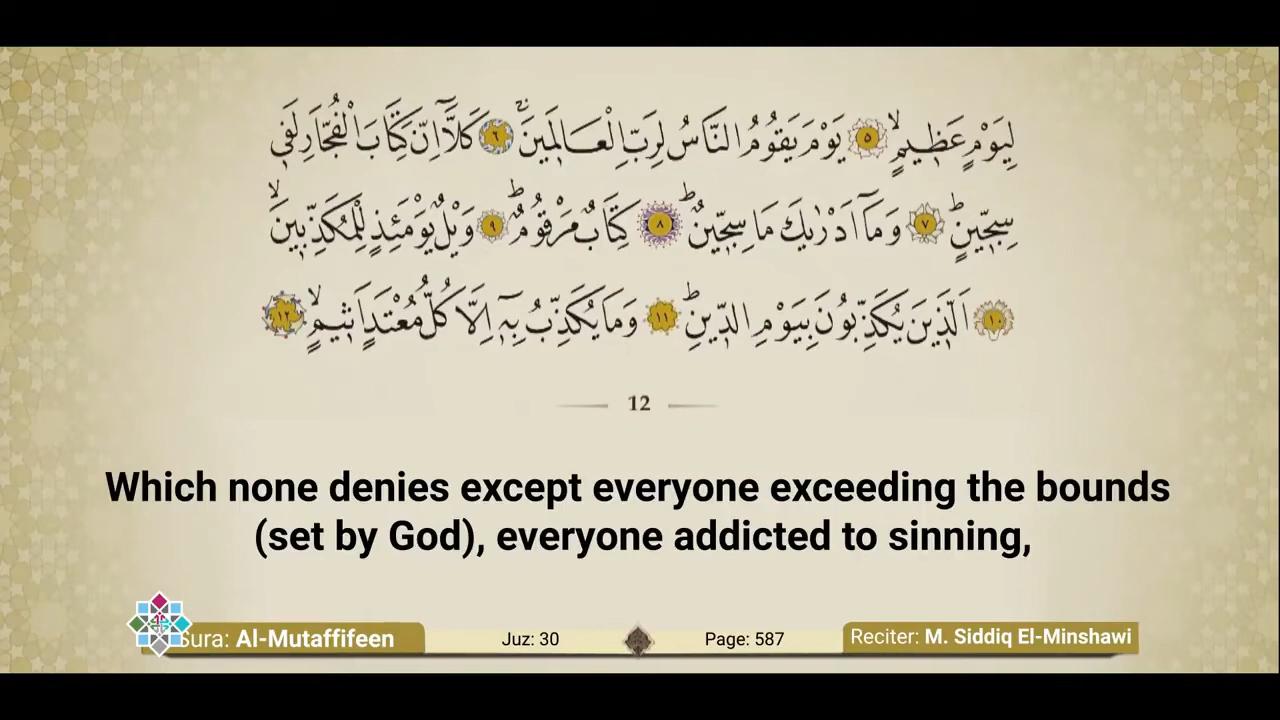 لِيَوْمٍ عَظِيمٍۙ ٥ يَوْمَ يَقُومُ النَّاسُ لِرَبِّ الْعَالَمِينَۜ ٦ كَلَّٓا اِنَّ كِتَابَ الْفُجَّارِ لَفٖي
سِجّٖينٍۜ ٧ وَمَٓا اَدْرٰيكَ مَا سِجّٖينٌۜ ٨ كِتَابٌ مَرْقُومٌۜ ٩ وَيْلٌ يَوْمَئِذٍ لِلْمُكَذِّبٖينَۙ
١٠ اَلَّذٖينَ يُكَذِّبُونَ بِيَوْمِ الدّٖينِۜ ١١ وَمَا يُكَذِّبُ بِهٖٓ اِلَّا كُلُّ مُعْتَدٍ اَثٖيمٍۙ ١٢
12
Which none denies except everyone exceeding the bounds
(set by God), everyone addicted to sinning,
Sura: Al-Mutaffifeen Juz: 30 Page: 587 Reciter: M. Siddiq El-Minshawi